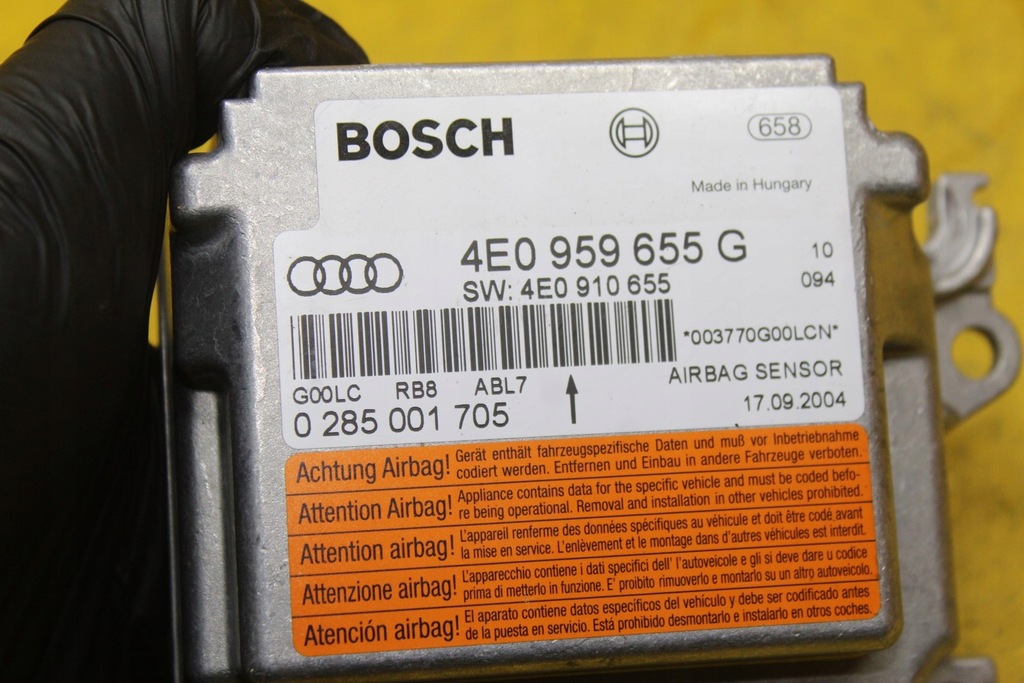 BOSCH
658
Made in Hungary
4E0 959 655 G
10
SW: 4E0 910 655
094
*003770G00LCN*
G00LC RB8 ABL7
AIRBAG SENSOR
0 285 001 705
17.09.2004
Achtung Airbag! Gerät enthält fahrzeugspezifische Daten und muß vor Inbetriebnahme
codiert werden. Entfernen und Einbau in andere Fahrzeuge verboten.
Attention Airbag! Appliance contains data for the specific vehicle and must be coded befo-
re being operational. Removal and installation in other vehicles prohibited.
Attention airbag! L'appareil renferme des données spécifiques au véhicule et doit être codé avant
la mise en service. L'enlèvement et le montage dans d'autres véhicules est interdit.
Attenzione airbag! L'apparecchio contiene i dati specifici dell' l'autoveicolo e gli si deve dare u codice
prima di metterlo in funzione. E' proibito rimuoverlo e montarlo su un altro autoveicolo.
Atención airbag! El aparato contiene datos especificos del vehículo y debe ser codificado antes
de la puesta en servicio. Está prohibido desmontarlo e instalarlo en otros coches.